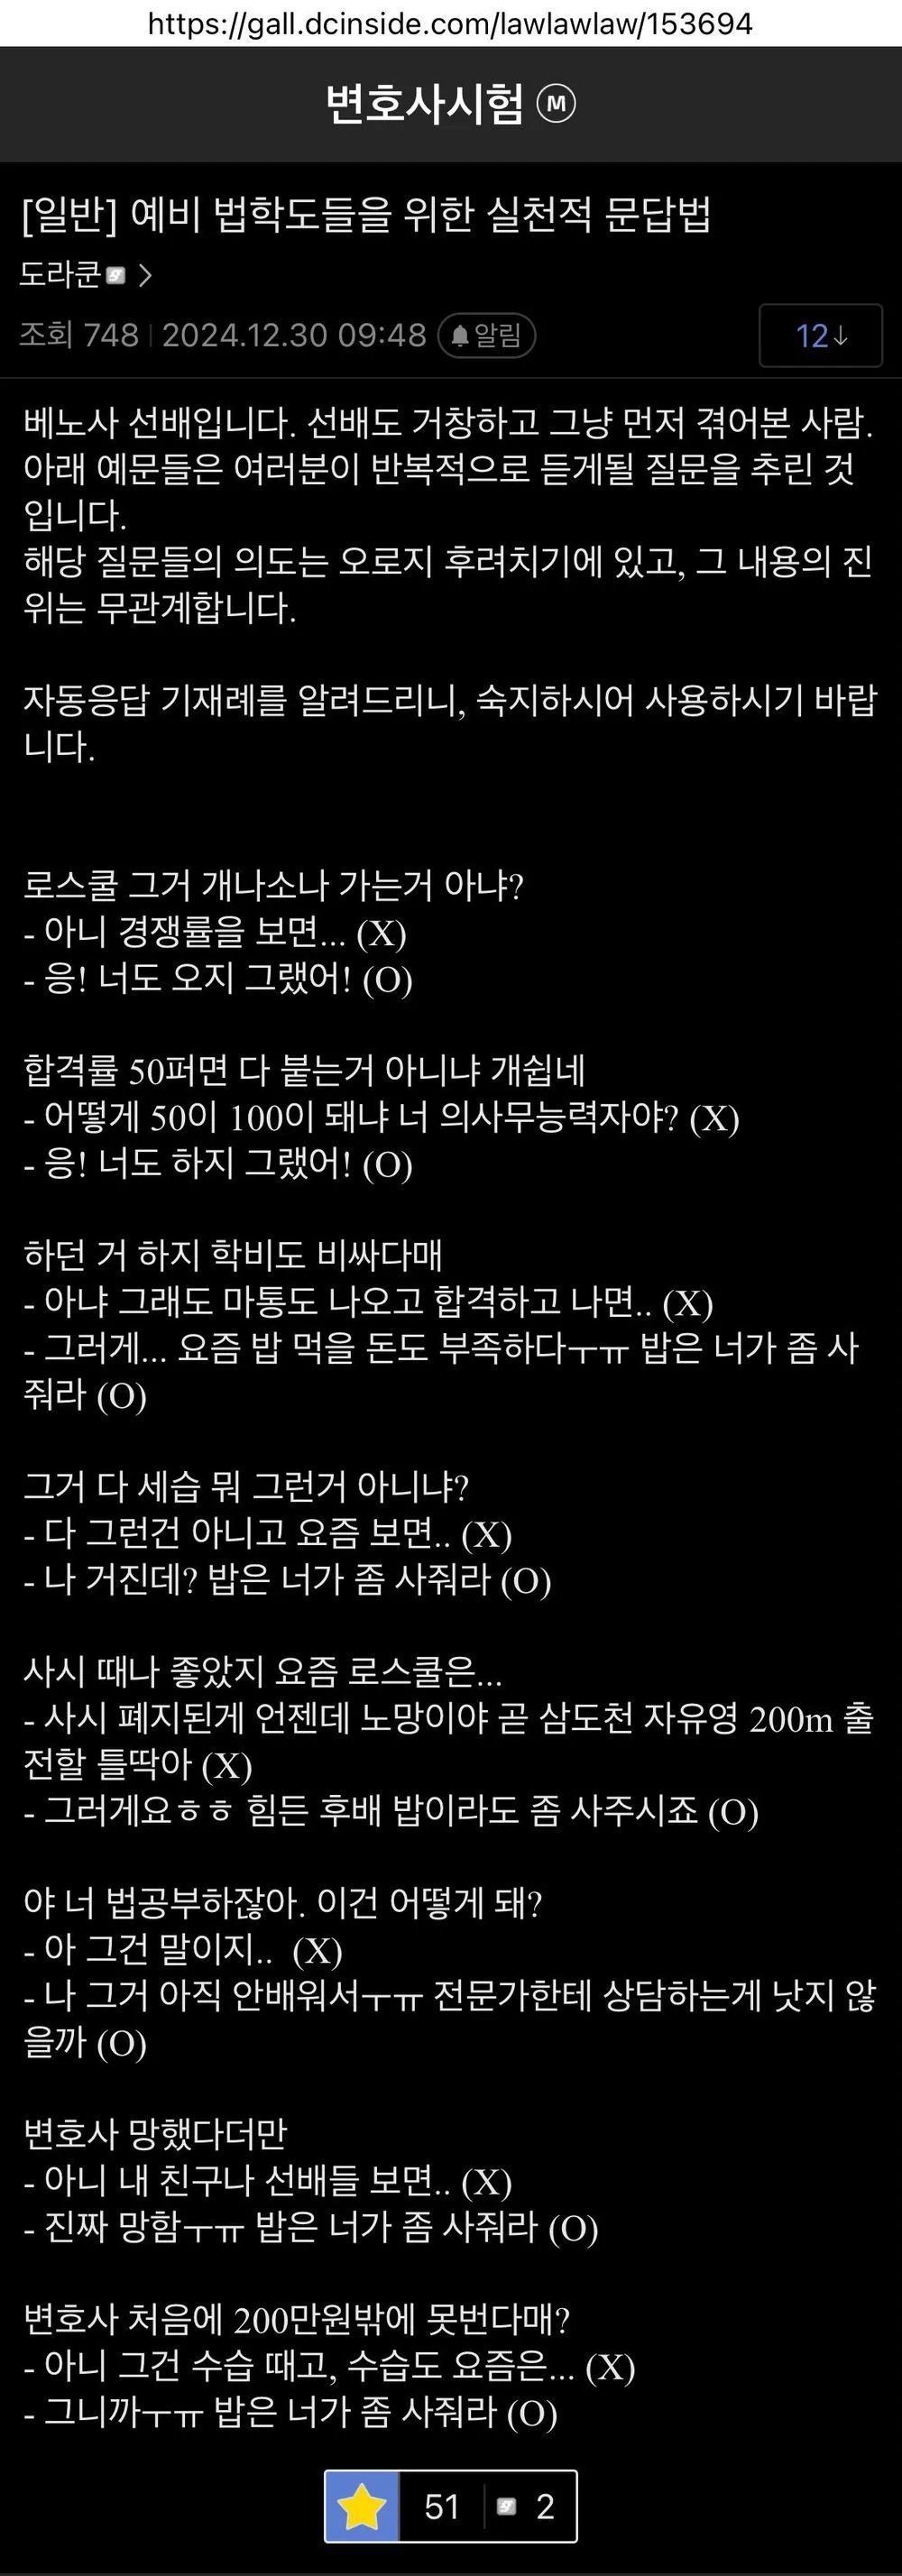 https://gall.dcinside.com/lawlawlaw/153694
변호사시험 Ⓜ
[일반] 예비 법학도들을 위한 실천적 문답법
도라쿤 >
조회 748 | 2024.12.30 09:48 알림
12↓
베노사 선배입니다. 선배도 거창하고 그냥 먼저 겪어본 사람.
아래 예문들은 여러분이 반복적으로 듣게될 질문을 추린 것
입니다.
해당 질문들의 의도는 오로지 후려치기에 있고, 그 내용의 진
위는 무관계합니다.
자동응답 기재례를 알려드리니, 숙지하시어 사용하시기 바랍
니다.
로스쿨 그거 개나소나 가는거 아냐?
- 아니 경쟁률을 보면... (X)
- 응! 너도 오지 그랬어! (O)
합격률 50퍼면 다 붙는거 아니냐 개쉽네
- 어떻게 50이 100이 돼냐 너 의사무능력자야? (X)
- 응! 너도 하지 그랬어! (O)
하던 거 하지 학비도 비싸다매
- 아냐 그래도 마통도 나오고 합격하고 나면.. (X)
- 그러게... 요즘 밥 먹을 돈도 부족하다ㅜㅠ 밥은 너가 좀 사
줘라 (O)
그거 다 세습 뭐 그런거 아니냐?
- 다 그런건 아니고 요즘 보면.. (X)
- 나 거진데? 밥은 너가 좀 사줘라 (O)
사시 때나 좋았지 요즘 로스쿨은...
- 사시 폐지된게 언젠데 노망이야 곧 삼도천 자유영 200m 출
전할 틀딱아 (X)
- 그러게요ㅎㅎ 힘든 후배 밥이라도 좀 사주시죠 (O)
야 너 법공부하잖아. 이건 어떻게 돼?
- 아 그건 말이지.. (X)
- 나 그거 아직 안배워서ㅜㅠ 전문가한테 상담하는게 낫지 않
을까 (O)
변호사 망했다더만
- 아니 내 친구나 선배들 보면.. (X)
- 진짜 망함ㅜㅠ 밥은 너가 좀 사줘라 (O)
변호사 처음에 200만원밖에 못번다매?
- 아니 그건 수습 때고, 수습도 요즘은... (X)
- 그니까ㅜㅠ 밥은 너가 좀 사줘라 (O)
51 | 2